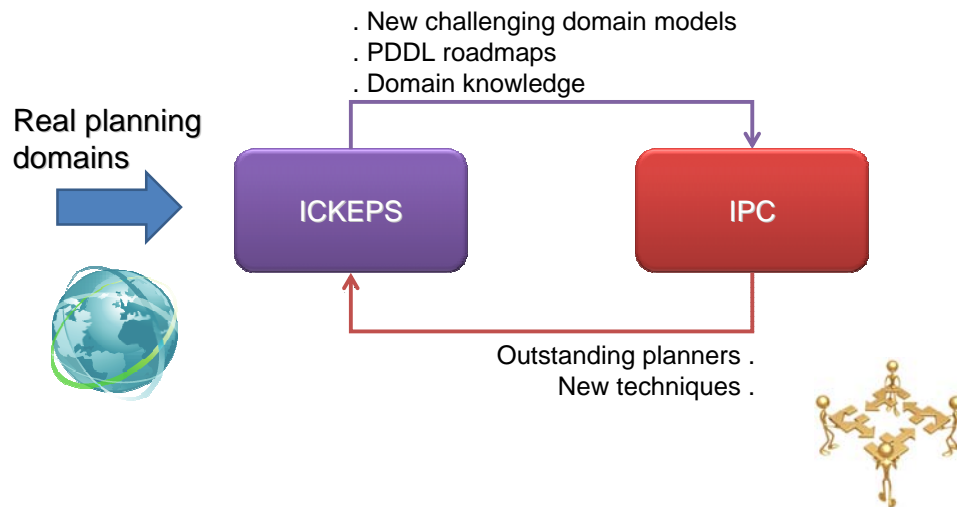 . New challenging domain models
. PDDL roadmaps
. Domain knowledge
Real planning
domains
ICKEPS
IPC
Outstanding planners .
New techniques .